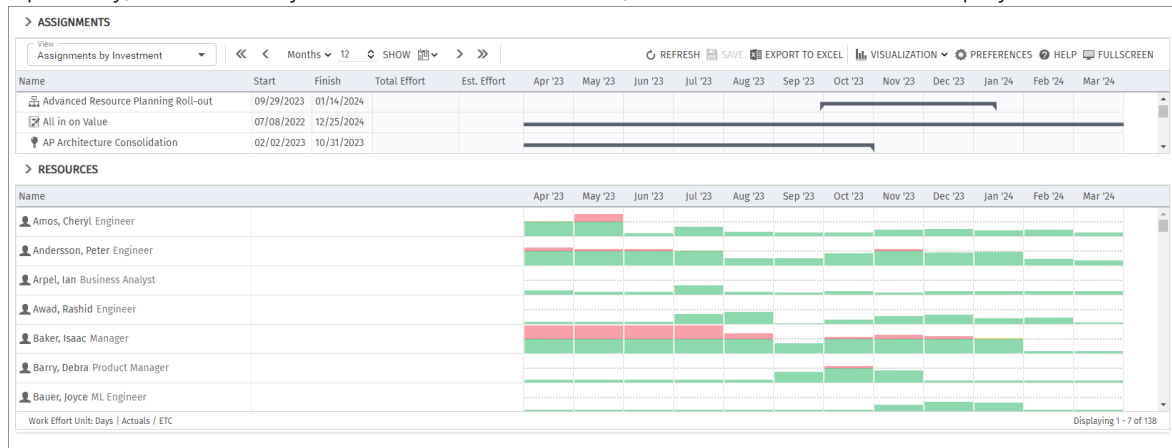 ASSIGNMENTS
View
Assignments by Investment
Months 12 SHOW
REFRESH SAVE EXPORT TO EXCEL VISUALIZATION PREFERENCES HELP FULLSCREEN
Name Start Finish Total Effort Est. Effort Apr '23 May '23 Jun '23 Jul '23 Aug '23 Sep '23 Oct '23 Nov '23 Dec '23 Jan '24 Feb '24 Mar '24
Advanced Resource Planning Roll-out 09/29/2023 01/14/2024
All in on Value 07/08/2022 12/25/2024
AP Architecture Consolidation 02/02/2023 10/31/2023
RESOURCES
Name Apr '23 May '23 Jun '23 Jul '23 Aug '23 Sep '23 Oct '23 Nov '23 Dec '23 Jan '24 Feb '24 Mar '24
Amos, Cheryl Engineer
Andersson, Peter Engineer
Arpel, Ian Business Analyst
Awad, Rashid Engineer
Baker, Isaac Manager
Barry, Debra Product Manager
Bauer, Joyce ML Engineer
Work Effort Unit: Days | Actuals / ETC Displaying 1 - 7 of 138